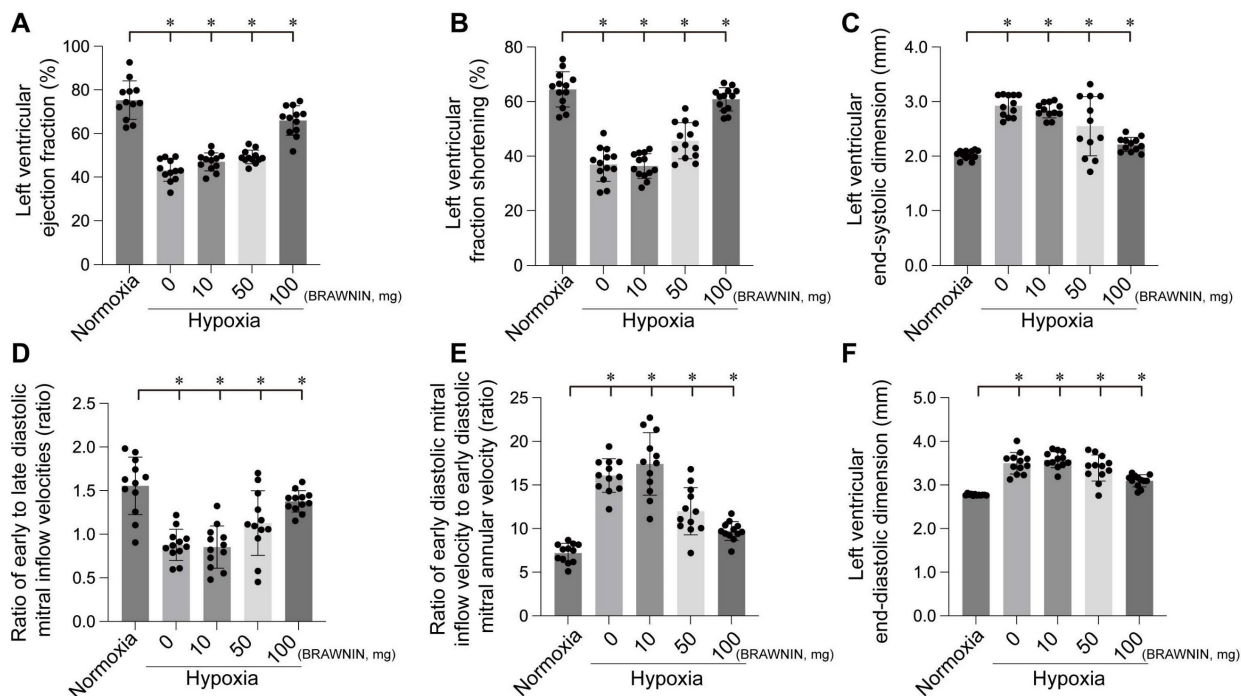 A
* * * *
Left ventricular
ejection fraction (%)
100
80
60
40
20
0
Normoxia
0
10
50
100
(BRAWNIN, mg)
Hypoxia
B
* * * *
Left ventricular
fraction shortening (%)
80
60
40
20
0
Normoxia
0
10
50
100
(BRAWNIN, mg)
Hypoxia
C
* * * *
Left ventricular
end-systolic dimension (mm)
4.0
3.0
2.0
1.0
0.0
Normoxia
0
10
50
100
(BRAWNIN, mg)
Hypoxia
D
* * * *
Ratio of early to late diastolic
mitral inflow velocities (ratio)
2.5
2.0
1.5
1.0
0.5
0.0
Normoxia
0
10
50
100
(BRAWNIN, mg)
Hypoxia
E
* * * *
Ratio of early diastolic mitral
inflow velocity to early diastolic
mitral annular velocity (ratio)
25
20
15
10
5
0
Normoxia
0
10
50
100
(BRAWNIN, mg)
Hypoxia
F
* * * *
Left ventricular
end-diastolic dimension (mm)
5.0
4.0
3.0
2.0
1.0
0.0
Normoxia
0
10
50
100
(BRAWNIN, mg)
Hypoxia